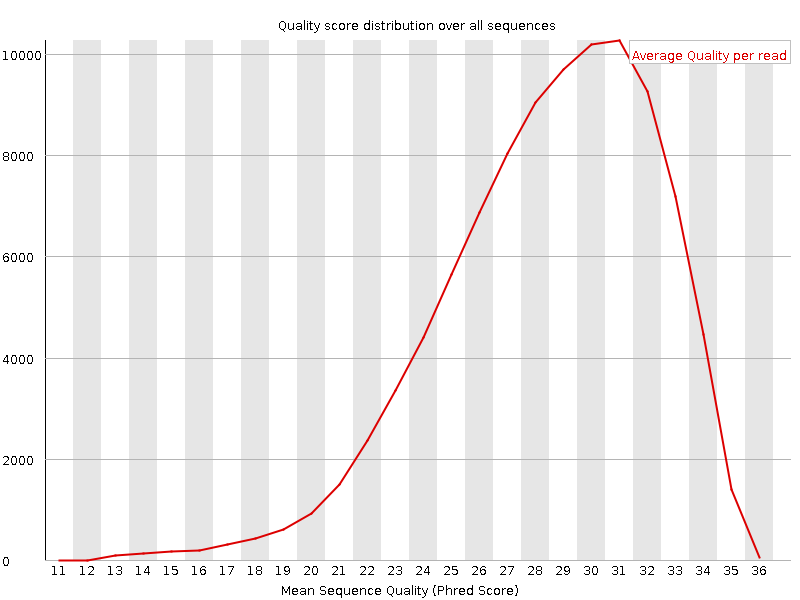 Quality score distribution over all sequences
10000
Average Quality per read
8000
6000
4000
2000
0
11 12 13 14 15 16 17 18 19 20 21 22 23 24 25 26 27 28 29 30 31 32 33 34 35 36
Mean Sequence Quality (Phred Score)